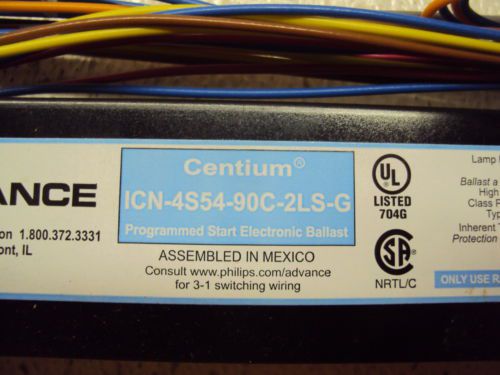 ANCE
on 1.800.372.3331
ont, IL
Centium®
ICN-4S54-90C-2LS-G
Programmed Start Electronic Ballast
ASSEMBLED IN MEXICO
Consult www.philips.com/advance
for 3-1 switching wiring
UL
LISTED
704G
SA
NRTL/C
Lamp
Ballast a
High
Class P
Typ
Inherent T
Protection
ONLY USE R